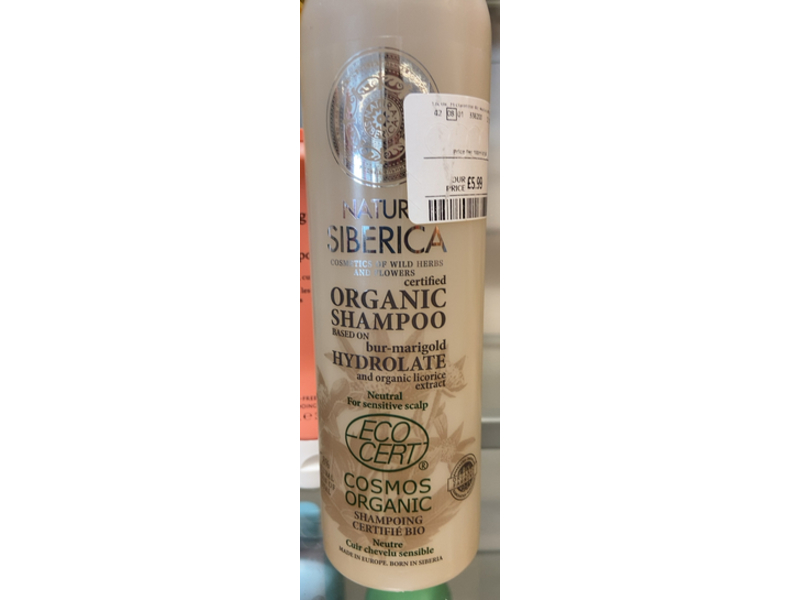 OUR
PRICE £5.99
NATUR
SIBERICA
COSMETICS OF WILD HERBS
AND FLOWERS
certified
ORGANIC
SHAMPOO
BASED ON
bur-marigold
HYDROLATE
and organic licorice
extract
Neutral
For sensitive scalp
ECO
CERT
®
COSMOS
ORGANIC
SHAMPOING
CERTIFIÉ BIO
Neutre
Cuir chevelu sensible
MADE IN EUROPE. BORN IN SIBERIA